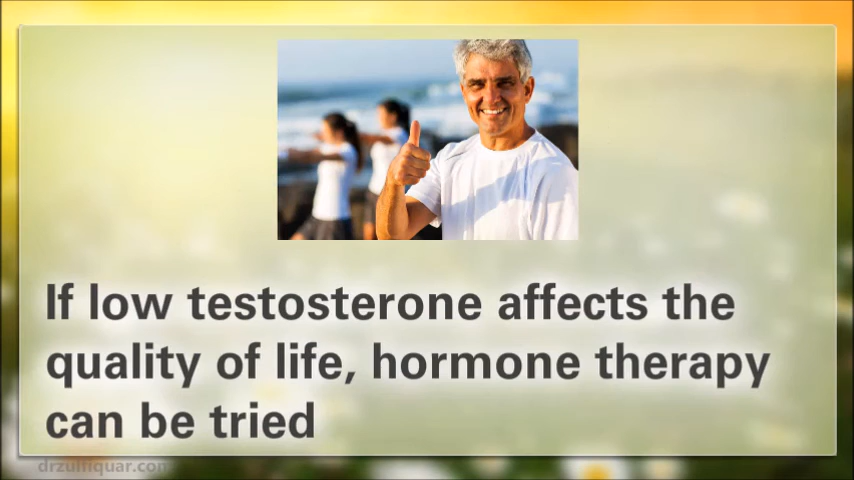 If low testosterone affects the
quality of life, hormone therapy
can be tried
drzulfiquar.com